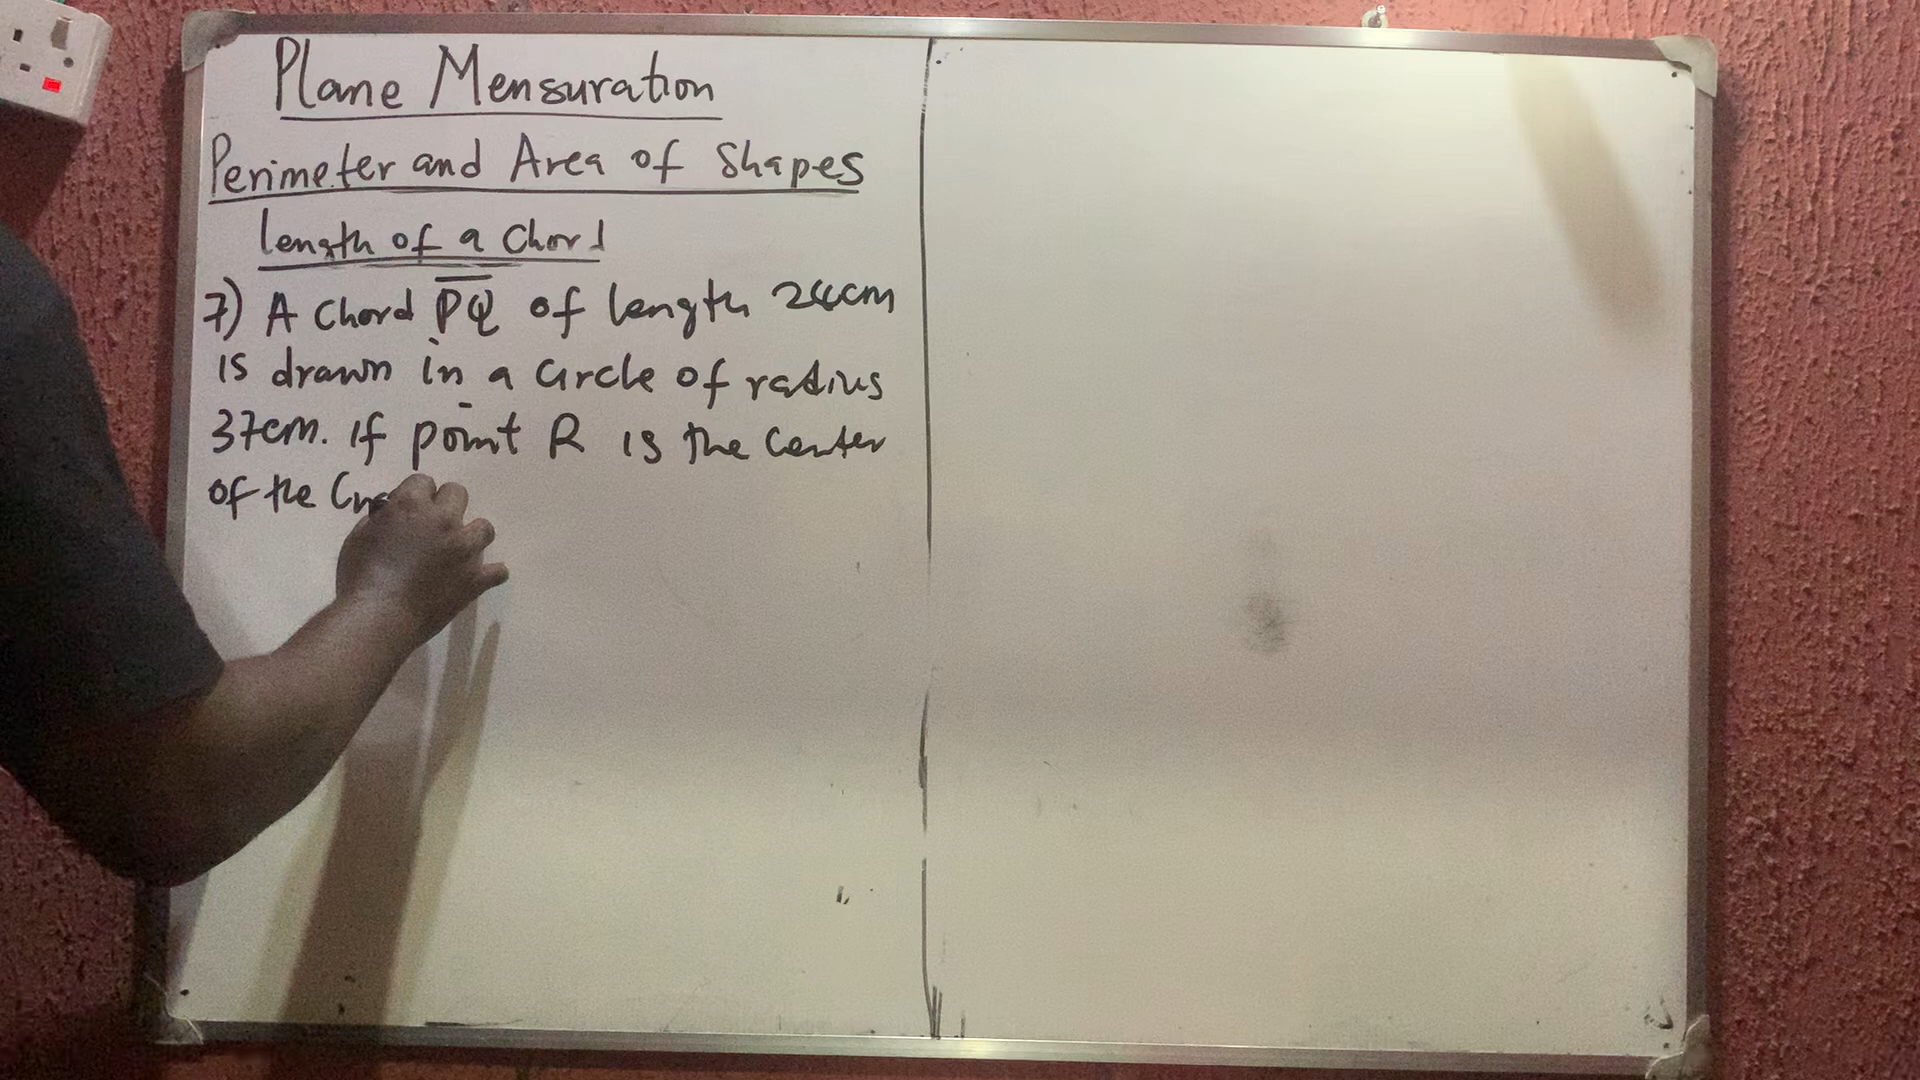 Plane Mensuration
Perimeter and Area of Shapes
length of a Chord
7) A Chord PQ of length 24cm
is drawn in a circle of radius
37cm. If point R is the Center
of the